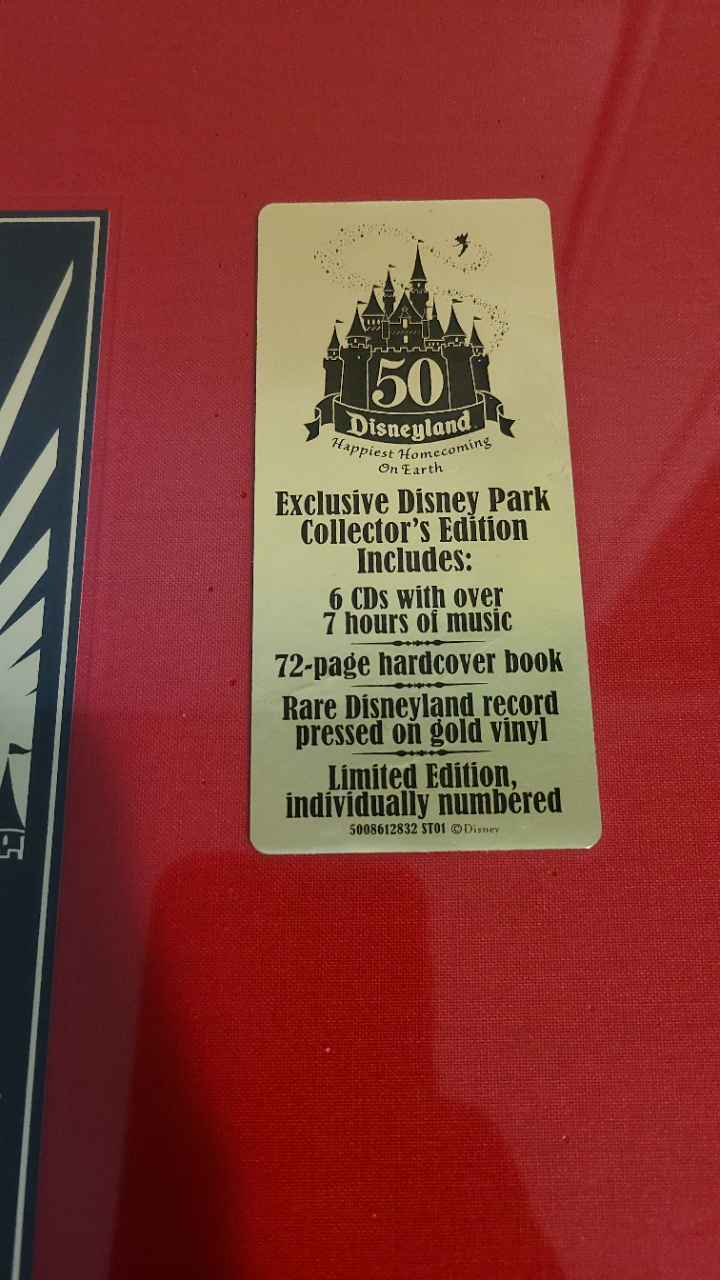 50
Disneyland
Happiest Homecoming
On Earth
Exclusive Disney Park
Collector's Edition
Includes:
6 CDs with over
7 hours of music
72-page hardcover book
Rare Disneyland record
pressed on gold vinyl
Limited Edition,
individually numbered
5008612832 ST01 ©Disney